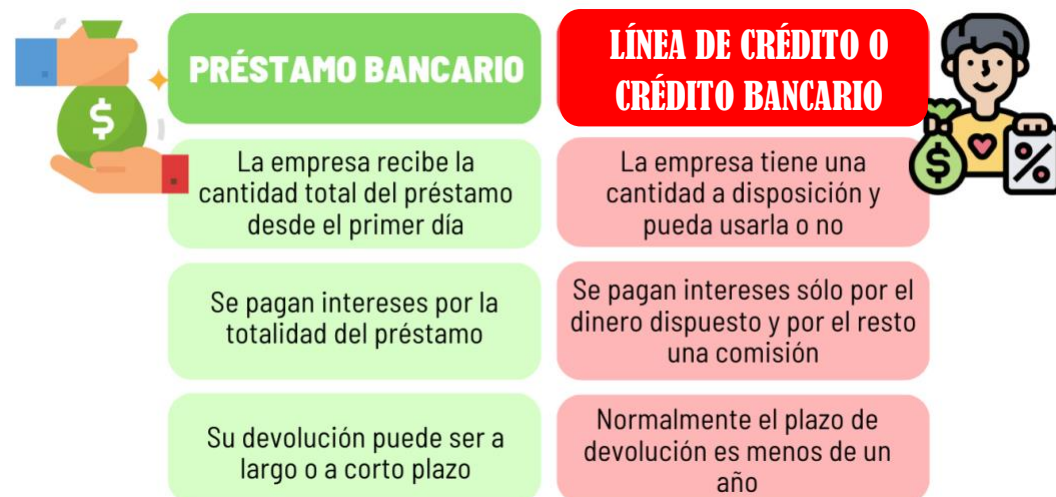 PRÉSTAMO BANCARIO
La empresa recibe la
cantidad total del préstamo
desde el primer día
Se pagan intereses por la
totalidad del préstamo
Su devolución puede ser a
largo o a corto plazo
LÍNEA DE CRÉDITO O
CRÉDITO BANCARIO
La empresa tiene una
cantidad a disposición y
pueda usarla o no
Se pagan intereses sólo por el
dinero dispuesto y por el resto
una comisión
Normalmente el plazo de
devolución es menos de un
año
$
$
%